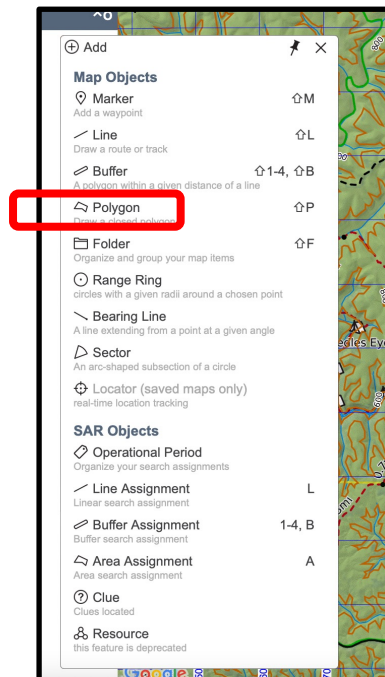 ^o
Add
Map Objects
Marker ⇧M
Add a waypoint
Line ⇧L
Draw a route or track
Buffer ⇧1-4, ⇧B
A polygon within a given distance of a line
Polygon ⇧P
Draw a closed polygon
Folder ⇧F
Organize and group your map items
Range Ring
circles with a given radii around a chosen point
Bearing Line
A line extending from a point at a given angle
Sector
An arc-shaped subsection of a circle
Locator (saved maps only)
real-time location tracking
SAR Objects
Operational Period
Organize your search assignments
Line Assignment L
Linear search assignment
Buffer Assignment 1-4, B
Buffer search assignment
Area Assignment A
Area search assignment
Clue
Clues located
Resource
this feature is deprecated
Google
800
600
mi
70